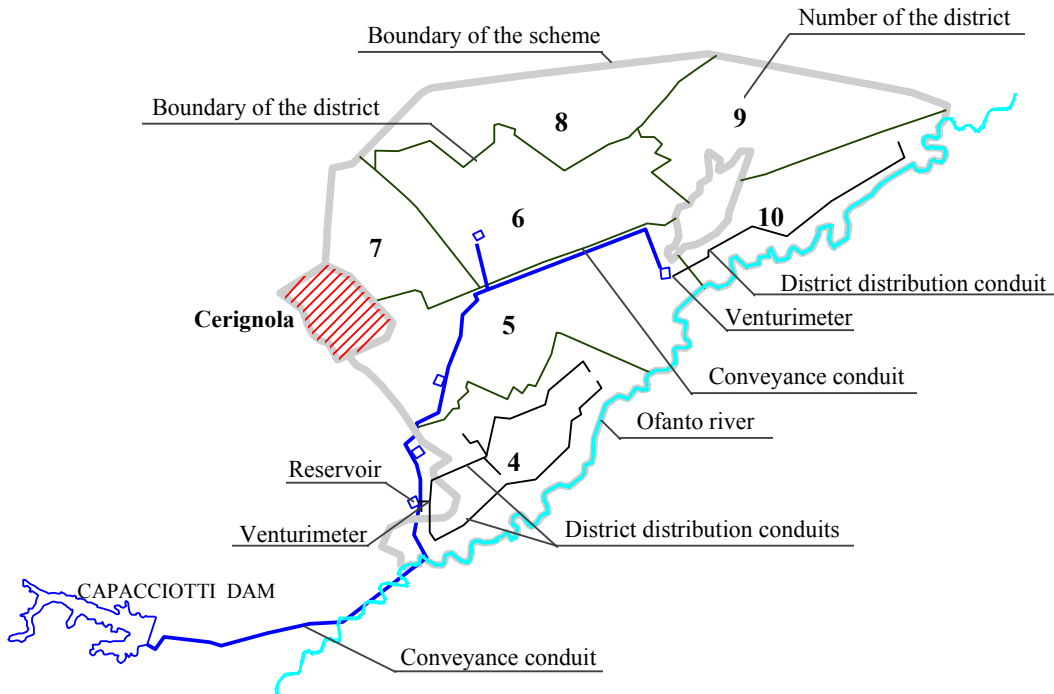 Number of the district
Boundary of the scheme
Boundary of the district
8
9
6
10
7
District distribution conduit
Cerignola
5
Venturimeter
Conveyance conduit
Ofanto river
4
Reservoir
Venturimeter
District distribution conduits
CAPACCIOTTI DAM
Conveyance conduit